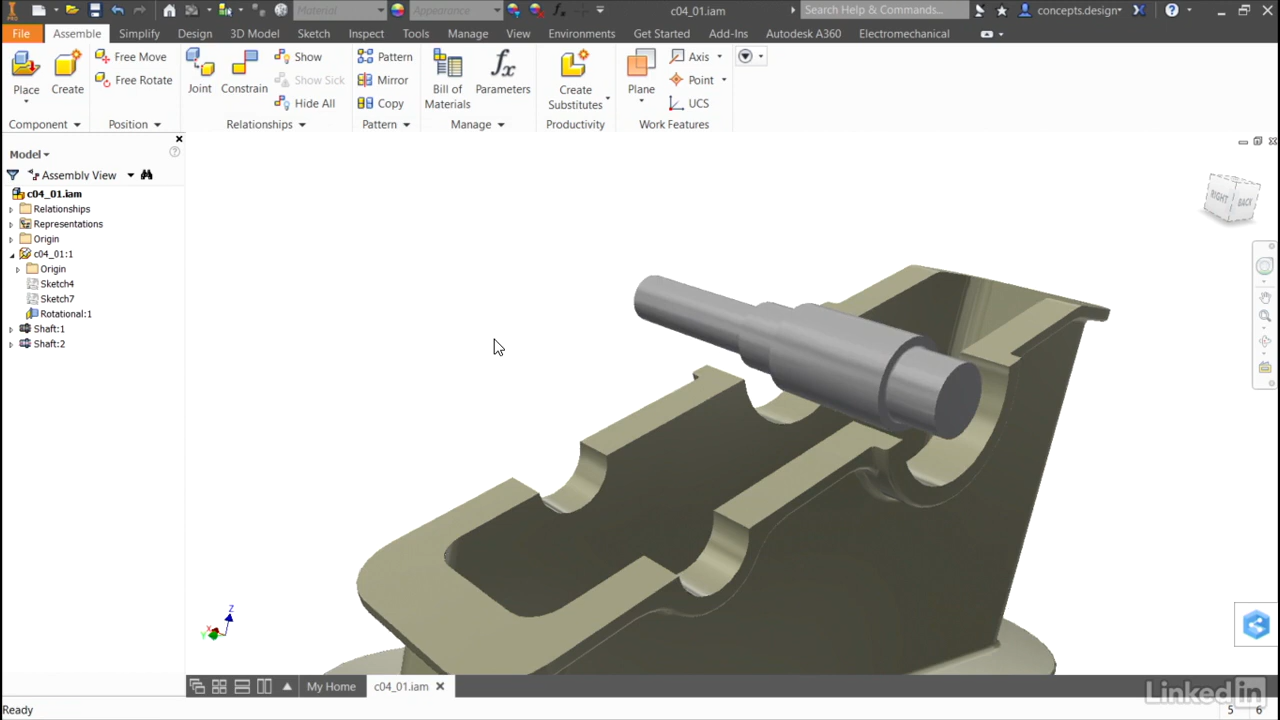 Material
Appearance
c04_01.iam
Search Help & Commands...
concepts.design
File Assemble Simplify Design 3D Model Sketch Inspect Tools Manage View Environments Get Started Autodesk A360 Add-Ins Electromechanical
Place
Create
Free Move
Free Rotate
Component
Position
Joint
Constrain
Show
Show Sick
Hide All
Relationships
Pattern
Mirror
Copy
Pattern
Bill of
Materials
fx
Parameters
Manage
Create
Substitutes
Productivity
Plane
Axis
Point
UCS
Work Features
Model
Assembly View
c04_01.iam
Relationships
Representations
Origin
c04_01:1
Origin
Sketch4
Sketch7
Rotational:1
Shaft:1
Shaft:2
RIGHT
BACK
Z
X
Y
My Home
c04_01.iam
Ready
5 6
LinkedIn